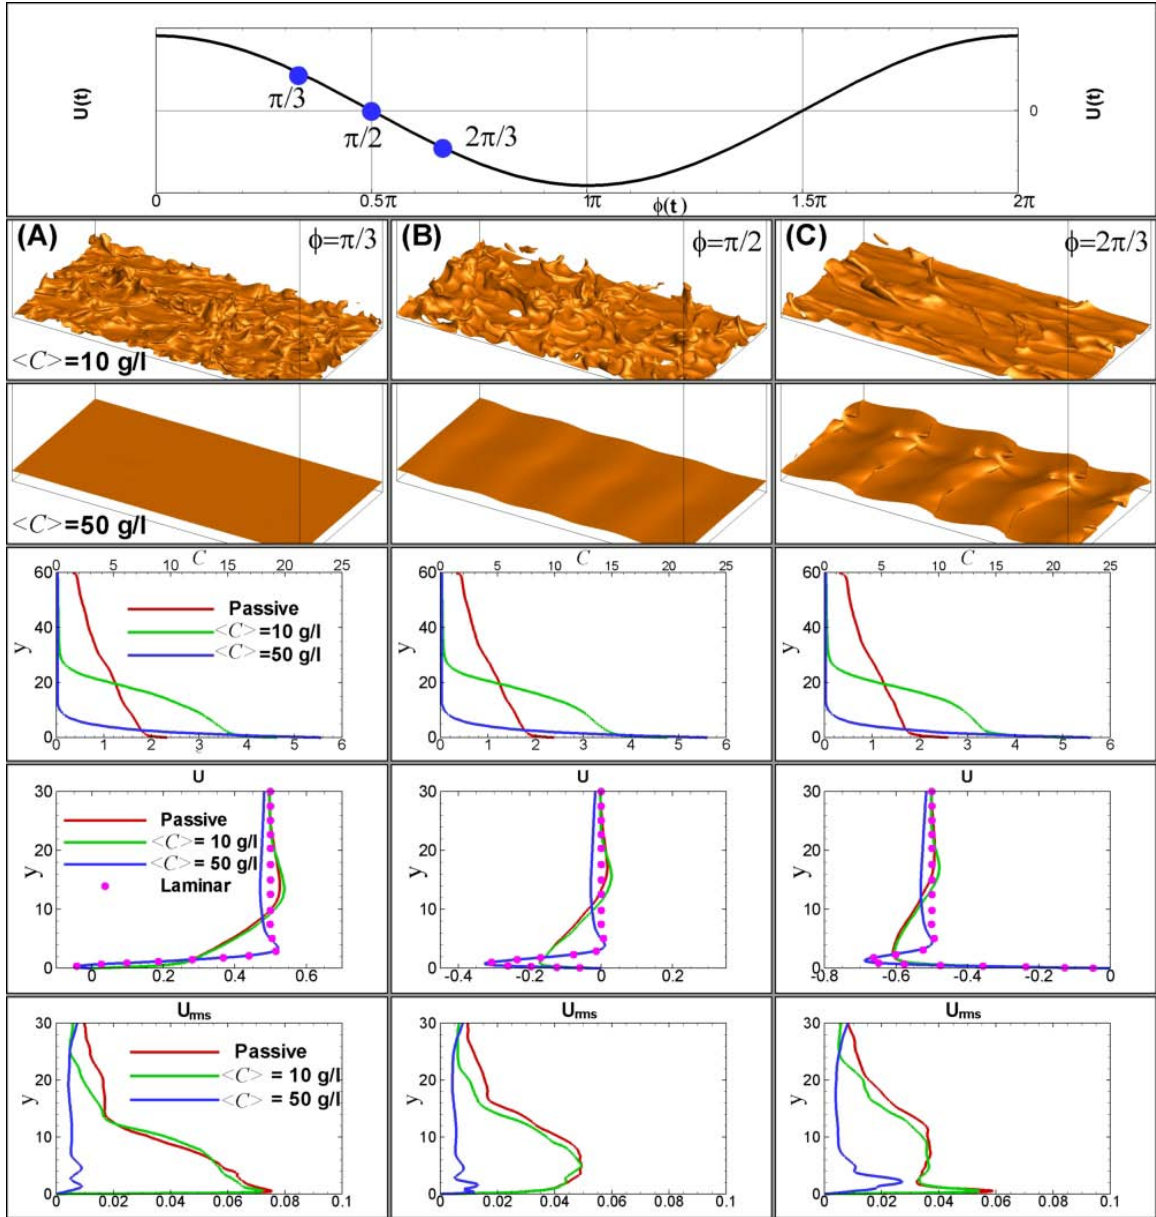 U(t)
π/3
π/2
2π/3
0
U(t)
0
0.5π
1π
ϕ(t)
1.5π
2π
(A)
ϕ=π/3
<C>=10 g/l
(B)
ϕ=π/2
(C)
ϕ=2π/3
<C>=50 g/l
0 5 10 C 15 20 25
60
40
20
0
y
Passive
<C>=10 g/l
<C>=50 g/l
0 1 2 3 4 5 6
C
0 5 10 C 15 20 25
60
40
20
0
y
0 1 2 3 4 5 6
0 5 10 C 15 20 25
60
40
20
0
y
0 1 2 3 4 5 6
U
30
20
10
0
y
Passive
<C>= 10 g/l
<C>= 50 g/l
Laminar
0 0.2 0.4 0.6
U
30
20
10
0
y
-0.4 -0.2 0 0.2
U
30
20
10
0
y
-0.8 -0.6 -0.4 -0.2 0
Urms
30
20
10
0
y
Passive
<C> = 10 g/l
<C> = 50 g/l
0 0.02 0.04 0.06 0.08 0.1
Urms
30
20
10
0
y
0 0.02 0.04 0.06 0.08 0.1
Urms
30
20
10
0
y
0 0.02 0.04 0.06 0.08 0.1